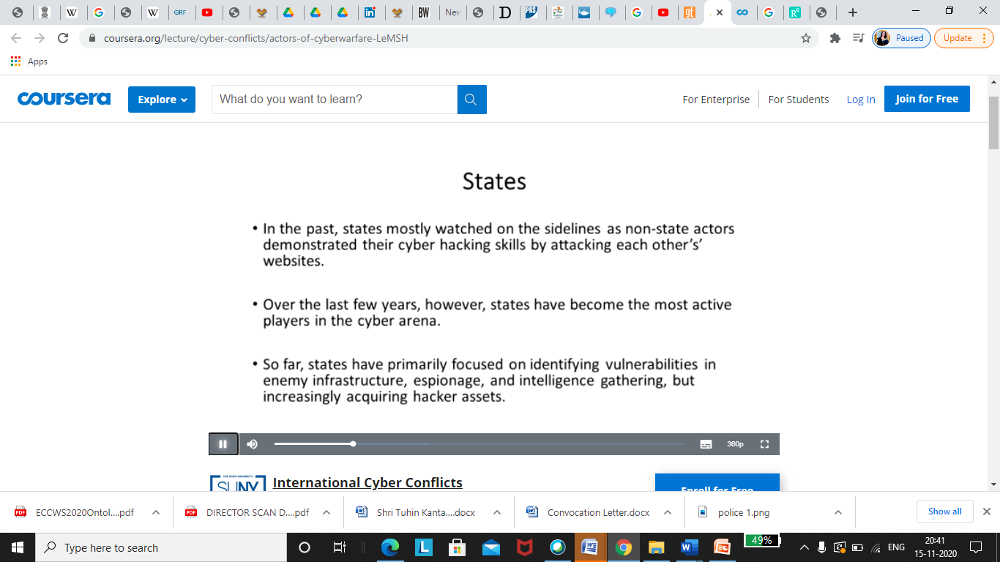 New
coursera.org/lecture/cyber-conflicts/actors-of-cyberwarfare-LeMSH
Paused
Update
Apps
coursera
Explore
What do you want to learn?
For Enterprise
For Students
Log In
Join for Free
States
• In the past, states mostly watched on the sidelines as non-state actors
demonstrated their cyber hacking skills by attacking each other's'
websites.
• Over the last few years, however, states have become the most active
players in the cyber arena.
• So far, states have primarily focused on identifying vulnerabilities in
enemy infrastructure, espionage, and intelligence gathering, but
increasingly acquiring hacker assets.
360p
International Cyber Conflicts
Enroll for Free
ECCWS2020Ontol....pdf
DIRECTOR SCAN D....pdf
Shri Tuhin Kanta....docx
Convocation Letter.docx
police 1.png
Show all
Type here to search
49%
ENG
20:41
15-11-2020